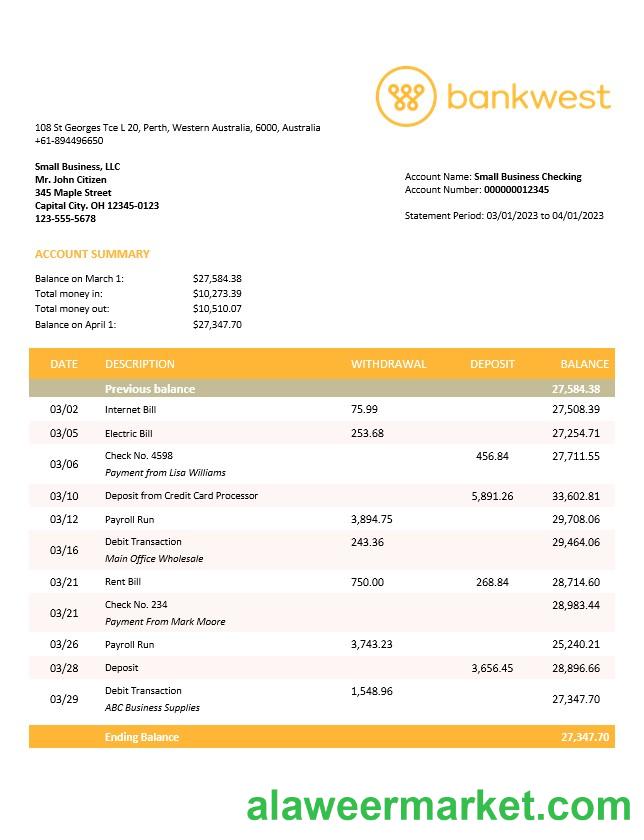 bankwest
108 St Georges Tce L 20, Perth, Western Australia, 6000, Australia
+61-894496650
Small Business, LLC
Mr. John Citizen
345 Maple Street
Capital City. OH 12345-0123
123-555-5678
Account Name: Small Business Checking
Account Number: 000000012345
Statement Period: 03/01/2023 to 04/01/2023
ACCOUNT SUMMARY
Balance on March 1: $27,584.38
Total money in: $10,273.39
Total money out: $10,510.07
Balance on April 1: $27,347.70
DATE DESCRIPTION WITHDRAWAL DEPOSIT BALANCE
Previous balance 27,584.38
03/02 Internet Bill 75.99 27,508.39
03/05 Electric Bill 253.68 27,254.71
03/06 Check No. 4598 456.84 27,711.55
Payment from Lisa Williams
03/10 Deposit from Credit Card Processor 5,891.26 33,602.81
03/12 Payroll Run 3,894.75 29,708.06
03/16 Debit Transaction 243.36 29,464.06
Main Office Wholesale
03/21 Rent Bill 750.00 268.84 28,714.60
03/21 Check No. 234 28,983.44
Payment From Mark Moore
03/26 Payroll Run 3,743.23 25,240.21
03/28 Deposit 3,656.45 28,896.66
03/29 Debit Transaction 1,548.96 27,347.70
ABC Business Supplies
Ending Balance 27,347.70
alaweermarket.com